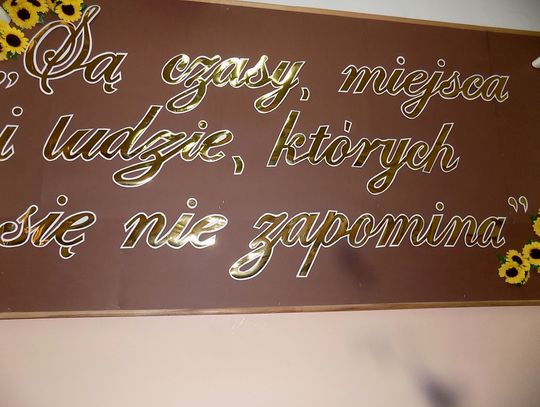 „Są czasy, miejsca
i ludzie, których
się nie zapomina”